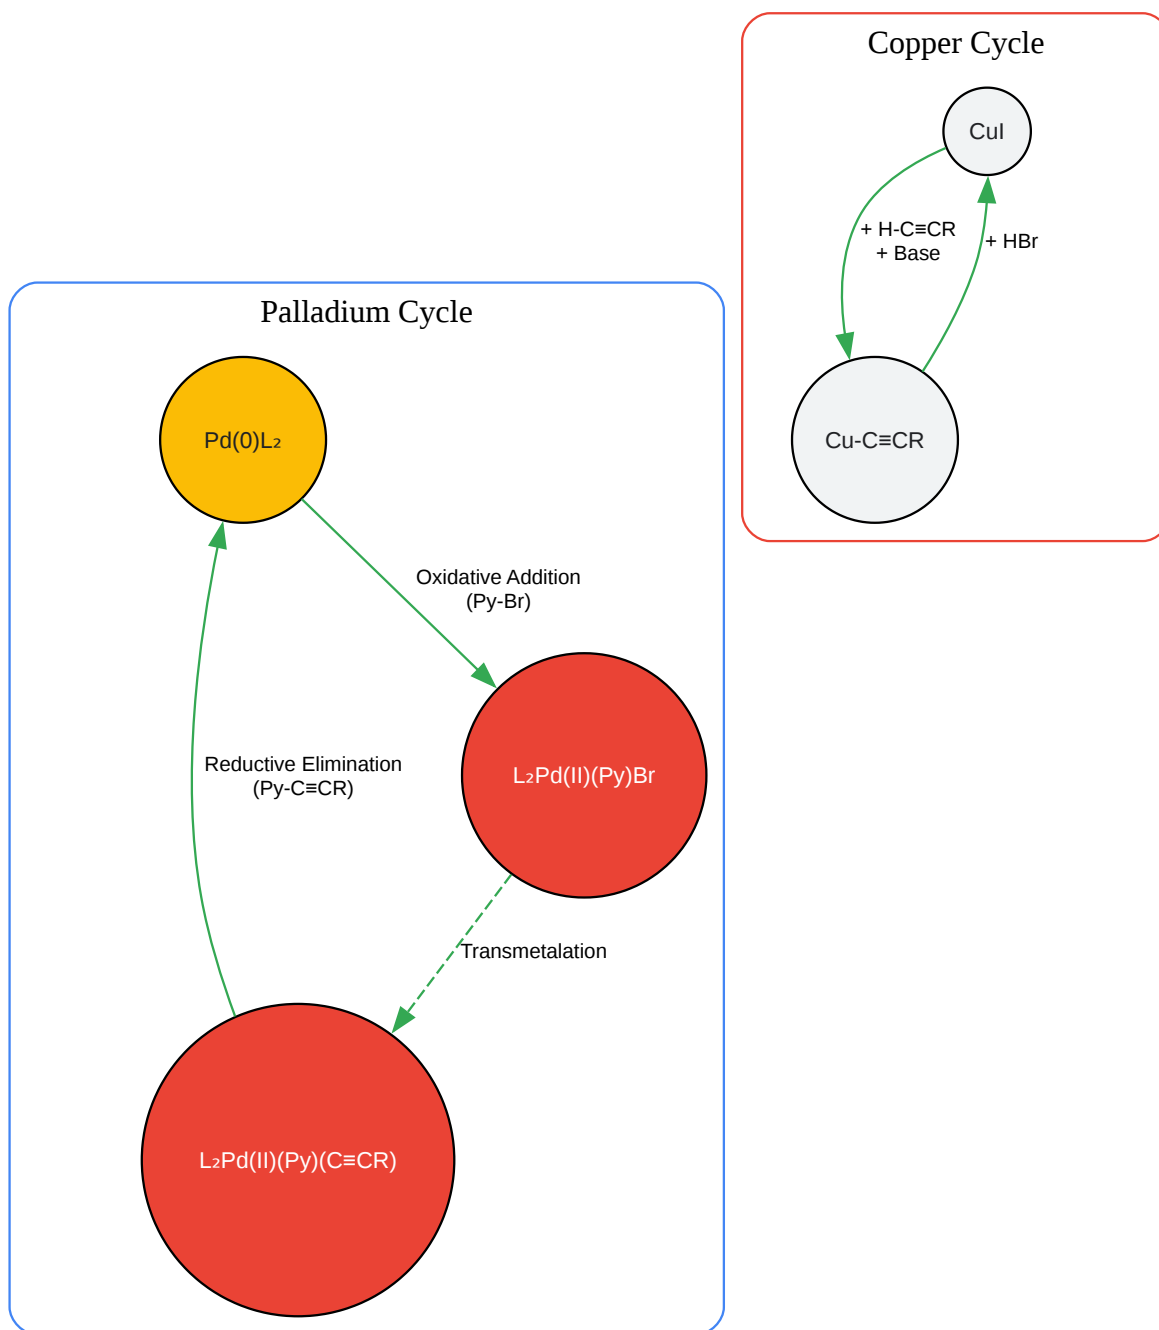 Copper Cycle
CuI
+ H-C≡CR
+ Base
+ HBr
Cu-C≡CR
Palladium Cycle
Pd(0)L₂
Oxidative Addition
(Py-Br)
L₂Pd(II)(Py)Br
Reductive Elimination
(Py-C≡CR)
Transmetalation
L₂Pd(II)(Py)(C≡CR)